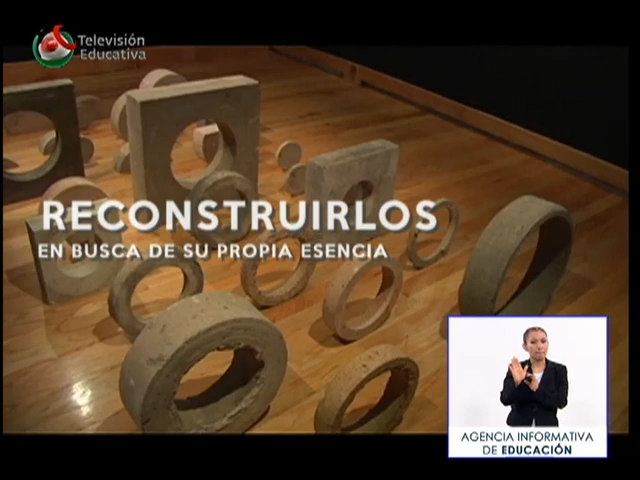 Televisión
Educativa
RECONSTRUIRLOS
EN BUSCA DE SU PROPIA ESENCIA
AGENCIA INFORMATIVA
DE EDUCACIÓN